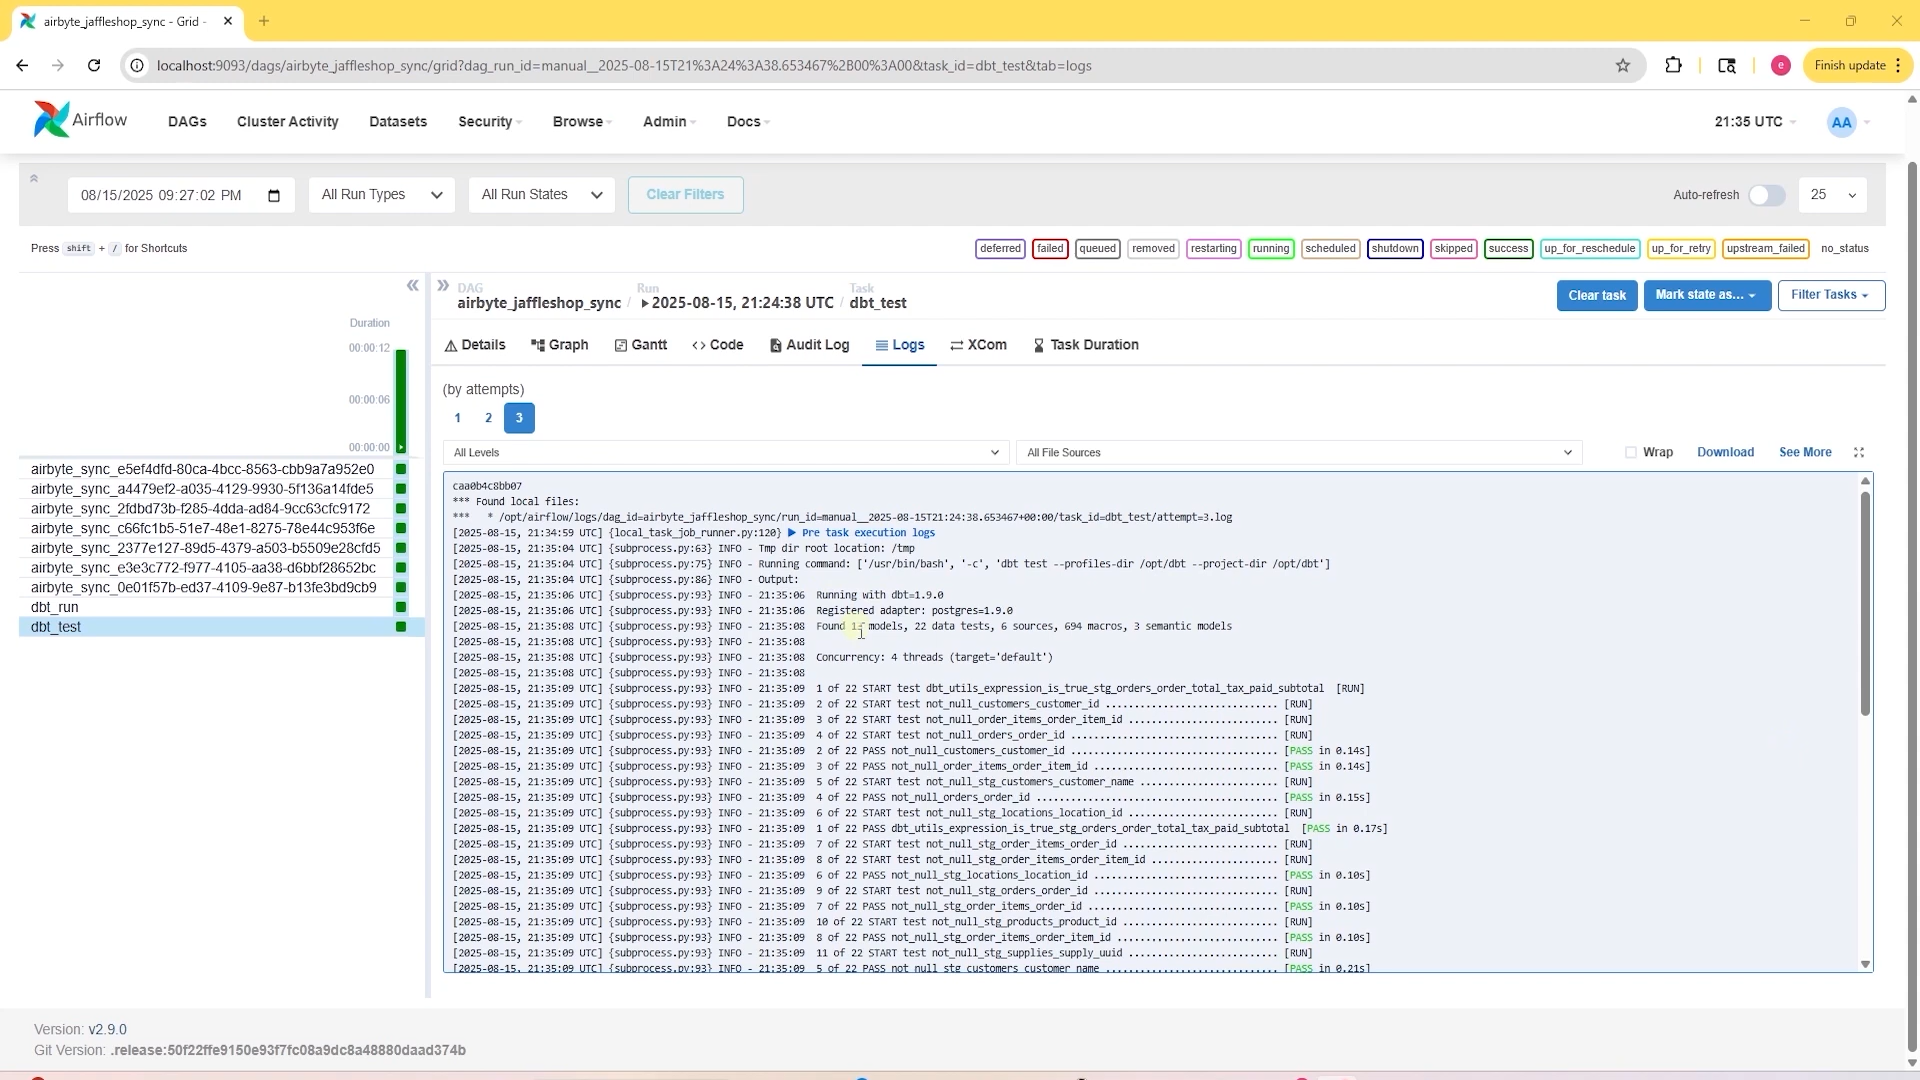 airbyte_jaffleshop_sync - Grid -
localhost:9093/dags/airbyte_jaffleshop_sync/grid?dag_run_id=manual__2025-08-15T21%3A24%3A38.653467%2B00%3A00&task_id=dbt_test&tab=logs
e
Finish update
Airflow
DAGs
Cluster Activity
Datasets
Security
Browse
Admin
Docs
21:35 UTC
AA
08/15/2025 09:27:02 PM
All Run Types
All Run States
Clear Filters
Auto-refresh
25
Press shift + / for Shortcuts
deferred failed queued removed restarting running scheduled shutdown skipped success up_for_reschedule up_for_retry upstream_failed no_status
Duration
00:00:12
00:00:06
00:00:00
airbyte_sync_e5ef4dfd-80ca-4bcc-8563-cbb9a7a952e0
airbyte_sync_a4479ef2-a035-4129-9930-5f136a14fde5
airbyte_sync_2fdbd73b-f285-4dda-ad84-9cc63cfc9172
airbyte_sync_c66fc1b5-51e7-48e1-8275-78e44c953f6e
airbyte_sync_2377e127-89d5-4379-a503-b5509e28cfd5
airbyte_sync_e3e3c772-f977-4105-aa38-d6bbf28652bc
airbyte_sync_0e01f57b-ed37-4109-9e87-b13fe3bd9cb9
dbt_run
dbt_test
DAG
airbyte_jaffleshop_sync
/
Run
2025-08-15, 21:24:38 UTC
/
Task
dbt_test
Clear task
Mark state as...
Filter Tasks
Details
Graph
Gantt
Code
Audit Log
Logs
XCom
Task Duration
(by attempts)
1 2 3
All Levels
All File Sources
Wrap
Download
See More
caa0b4c8bb07
*** Found local files:
***   * /opt/airflow/logs/dag_id=airbyte_jaffleshop_sync/run_id=manual__2025-08-15T21:24:38.653467+00:00/task_id=dbt_test/attempt=3.log
[2025-08-15, 21:34:59 UTC] {local_task_job_runner.py:120} ▶ Pre task execution logs
[2025-08-15, 21:35:04 UTC] {subprocess.py:63} INFO - Tmp dir root location: /tmp
[2025-08-15, 21:35:04 UTC] {subprocess.py:75} INFO - Running command: ['/usr/bin/bash', '-c', 'dbt test --profiles-dir /opt/dbt --project-dir /opt/dbt']
[2025-08-15, 21:35:04 UTC] {subprocess.py:86} INFO - Output:
[2025-08-15, 21:35:06 UTC] {subprocess.py:93} INFO - 21:35:06  Running with dbt=1.9.0
[2025-08-15, 21:35:06 UTC] {subprocess.py:93} INFO - 21:35:06  Registered adapter: postgres=1.9.0
[2025-08-15, 21:35:08 UTC] {subprocess.py:93} INFO - 21:35:08  Found models, 22 data tests, 6 sources, 694 macros, 3 semantic models
[2025-08-15, 21:35:08 UTC] {subprocess.py:93} INFO - 21:35:08
[2025-08-15, 21:35:08 UTC] {subprocess.py:93} INFO - 21:35:08  Concurrency: 4 threads (target='default')
[2025-08-15, 21:35:08 UTC] {subprocess.py:93} INFO - 21:35:08
[2025-08-15, 21:35:09 UTC] {subprocess.py:93} INFO - 21:35:09  1 of 22 START test dbt_utils_expression_is_true_stg_orders_order_total_tax_paid_subtotal  [RUN]
[2025-08-15, 21:35:09 UTC] {subprocess.py:93} INFO - 21:35:09  2 of 22 START test not_null_customers_customer_id .............................. [RUN]
[2025-08-15, 21:35:09 UTC] {subprocess.py:93} INFO - 21:35:09  3 of 22 START test not_null_order_items_order_item_id .......................... [RUN]
[2025-08-15, 21:35:09 UTC] {subprocess.py:93} INFO - 21:35:09  4 of 22 START test not_null_orders_order_id .................................... [RUN]
[2025-08-15, 21:35:09 UTC] {subprocess.py:93} INFO - 21:35:09  2 of 22 PASS not_null_customers_customer_id .................................... [PASS in 0.14s]
[2025-08-15, 21:35:09 UTC] {subprocess.py:93} INFO - 21:35:09  3 of 22 PASS not_null_order_items_order_item_id ................................ [PASS in 0.14s]
[2025-08-15, 21:35:09 UTC] {subprocess.py:93} INFO - 21:35:09  5 of 22 START test not_null_stg_customers_customer_name ........................ [RUN]
[2025-08-15, 21:35:09 UTC] {subprocess.py:93} INFO - 21:35:09  4 of 22 PASS not_null_orders_order_id .......................................... [PASS in 0.15s]
[2025-08-15, 21:35:09 UTC] {subprocess.py:93} INFO - 21:35:09  6 of 22 START test not_null_stg_locations_location_id .......................... [RUN]
[2025-08-15, 21:35:09 UTC] {subprocess.py:93} INFO - 21:35:09  1 of 22 PASS dbt_utils_expression_is_true_stg_orders_order_total_tax_paid_subtotal  [PASS in 0.17s]
[2025-08-15, 21:35:09 UTC] {subprocess.py:93} INFO - 21:35:09  7 of 22 START test not_null_stg_order_items_order_id ........................... [RUN]
[2025-08-15, 21:35:09 UTC] {subprocess.py:93} INFO - 21:35:09  8 of 22 START test not_null_stg_order_items_order_item_id ...................... [RUN]
[2025-08-15, 21:35:09 UTC] {subprocess.py:93} INFO - 21:35:09  6 of 22 PASS not_null_stg_locations_location_id ................................ [PASS in 0.10s]
[2025-08-15, 21:35:09 UTC] {subprocess.py:93} INFO - 21:35:09  9 of 22 START test not_null_stg_orders_order_id ................................ [RUN]
[2025-08-15, 21:35:09 UTC] {subprocess.py:93} INFO - 21:35:09  7 of 22 PASS not_null_stg_order_items_order_id ................................. [PASS in 0.10s]
[2025-08-15, 21:35:09 UTC] {subprocess.py:93} INFO - 21:35:09  10 of 22 START test not_null_stg_products_product_id ........................... [RUN]
[2025-08-15, 21:35:09 UTC] {subprocess.py:93} INFO - 21:35:09  8 of 22 PASS not_null_stg_order_items_order_item_id ............................ [PASS in 0.10s]
[2025-08-15, 21:35:09 UTC] {subprocess.py:93} INFO - 21:35:09  11 of 22 START test not_null_stg_supplies_supply_uuid .......................... [RUN]
[2025-08-15, 21:35:09 UTC] {subprocess.py:93} INFO - 21:35:09  5 of 22 PASS not_null_stg_customers_customer_name .............................. [PASS in 0.21s]
Version: v2.9.0
Git Version: .release:50f22ffe9150e93f7fc08a9dc8a48880daad374b